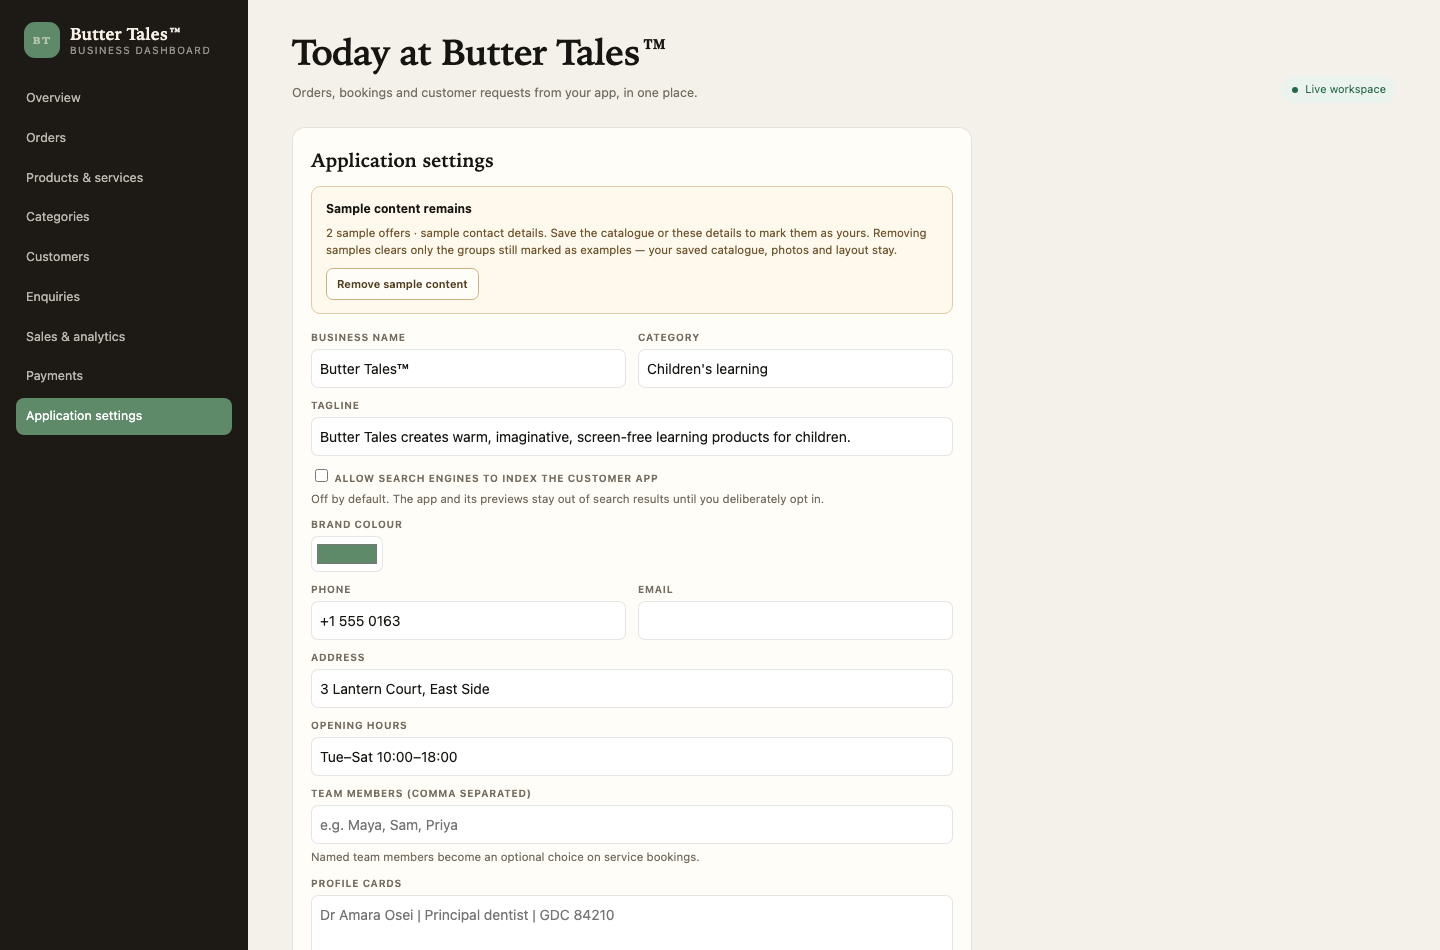 BT
Butter Tales™
BUSINESS DASHBOARD
Overview
Orders
Products & services
Categories
Customers
Enquiries
Sales & analytics
Payments
Application settings
Today at Butter Tales™
Orders, bookings and customer requests from your app, in one place.
Live workspace
Application settings
Sample content remains
2 sample offers · sample contact details. Save the catalogue or these details to mark them as yours. Removing
samples clears only the groups still marked as examples — your saved catalogue, photos and layout stay.
Remove sample content
BUSINESS NAME
CATEGORY
Butter Tales™
Children's learning
TAGLINE
Butter Tales creates warm, imaginative, screen-free learning products for children.
ALLOW SEARCH ENGINES TO INDEX THE CUSTOMER APP
Off by default. The app and its previews stay out of search results until you deliberately opt in.
BRAND COLOUR
PHONE
EMAIL
+1 555 0163
ADDRESS
3 Lantern Court, East Side
OPENING HOURS
Tue–Sat 10:00–18:00
TEAM MEMBERS (COMMA SEPARATED)
e.g. Maya, Sam, Priya
Named team members become an optional choice on service bookings.
PROFILE CARDS
Dr Amara Osei | Principal dentist | GDC 84210